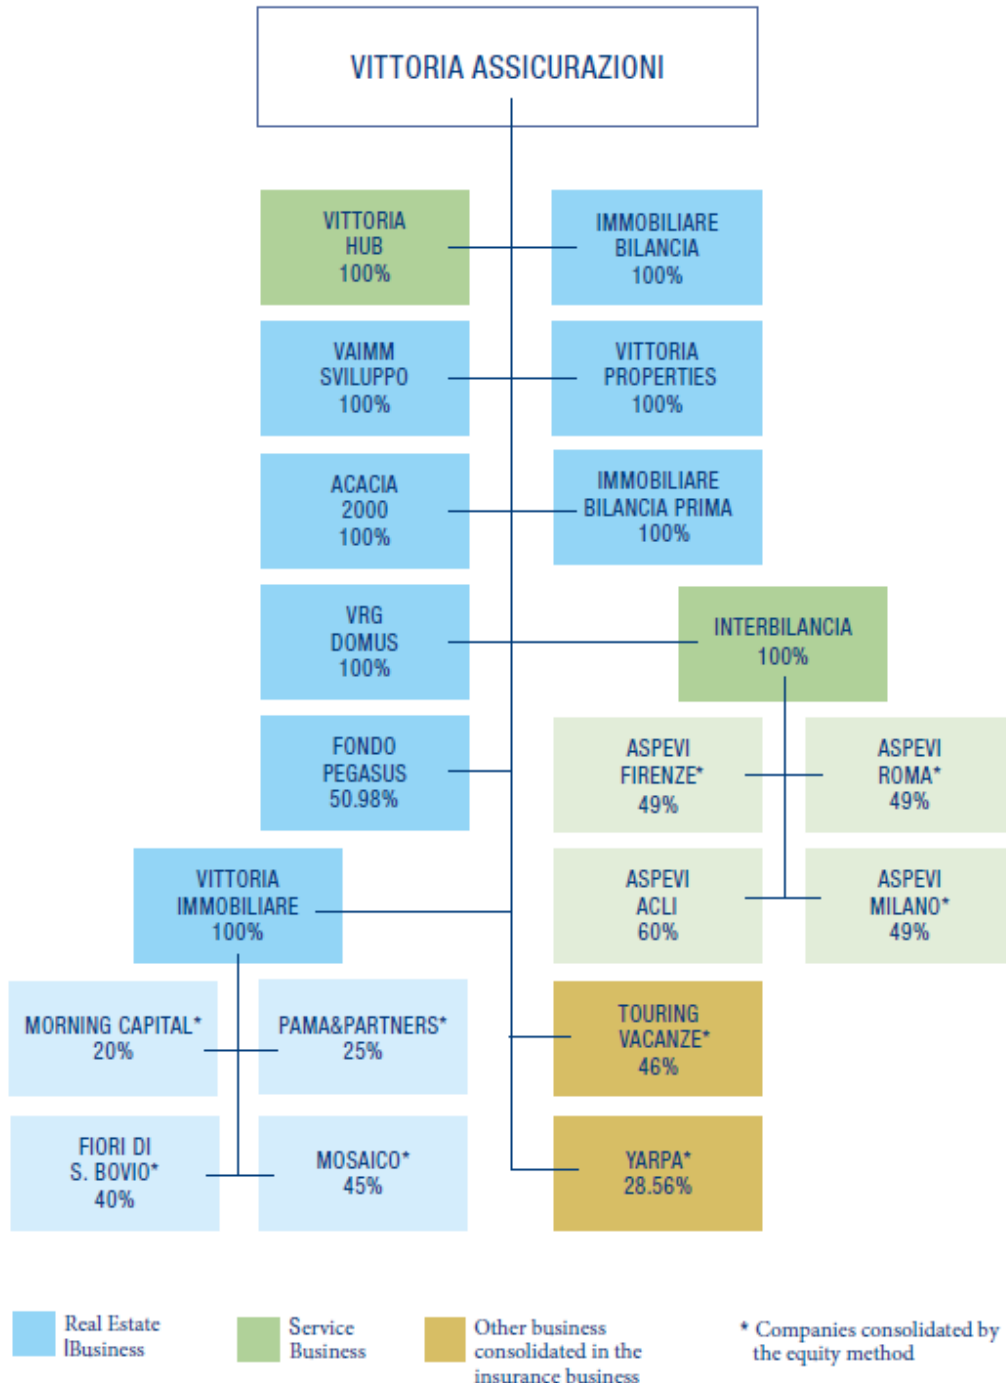 VITTORIA ASSICURAZIONI
VITTORIA
HUB
100%
IMMOBILIARE
BILANCIA
100%
VAIMM
SVILUPPO
100%
VITTORIA
PROPERTIES
100%
ACACIA
2000
100%
IMMOBILIARE
BILANCIA PRIMA
100%
VRG
DOMUS
100%
INTERBILANCIA
100%
FONDO
PEGASUS
50.98%
ASPEVI
FIRENZE*
49%
ASPEVI
ROMA*
49%
VITTORIA
IMMOBILIARE
100%
ASPEVI
ACLI
60%
ASPEVI
MILANO*
49%
MORNING CAPITAL*
20%
PAMA&PARTNERS*
25%
TOURING
VACANZE*
46%
FIORI DI
S. BOVIO*
40%
MOSAICO*
45%
YARPA*
28.56%
Real Estate
lBusiness
Service
Business
Other business
consolidated in the
insurance business
* Companies consolidated by
the equity method